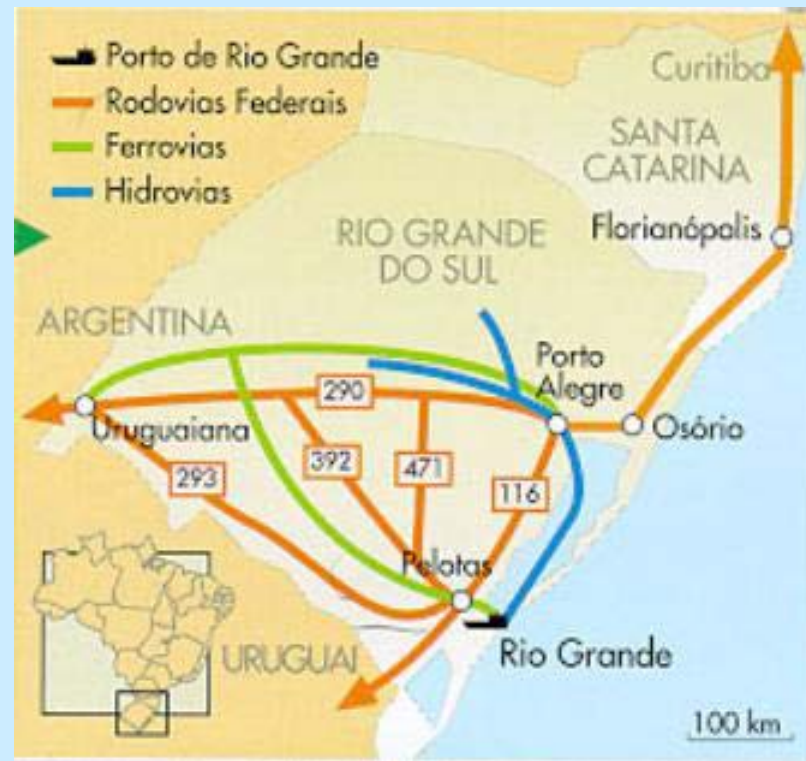 Porto de Rio Grande
Rodovias Federais
Ferrovias
Hidrovias
Curitiba
SANTA
CATARINA
Florianópolis
RIO GRANDE
DO SUL
ARGENTINA
Porto
Alegre
290
Uruguaiana
Osório
392
471
293
116
Pelotas
URUGUAI
Rio Grande
100 km